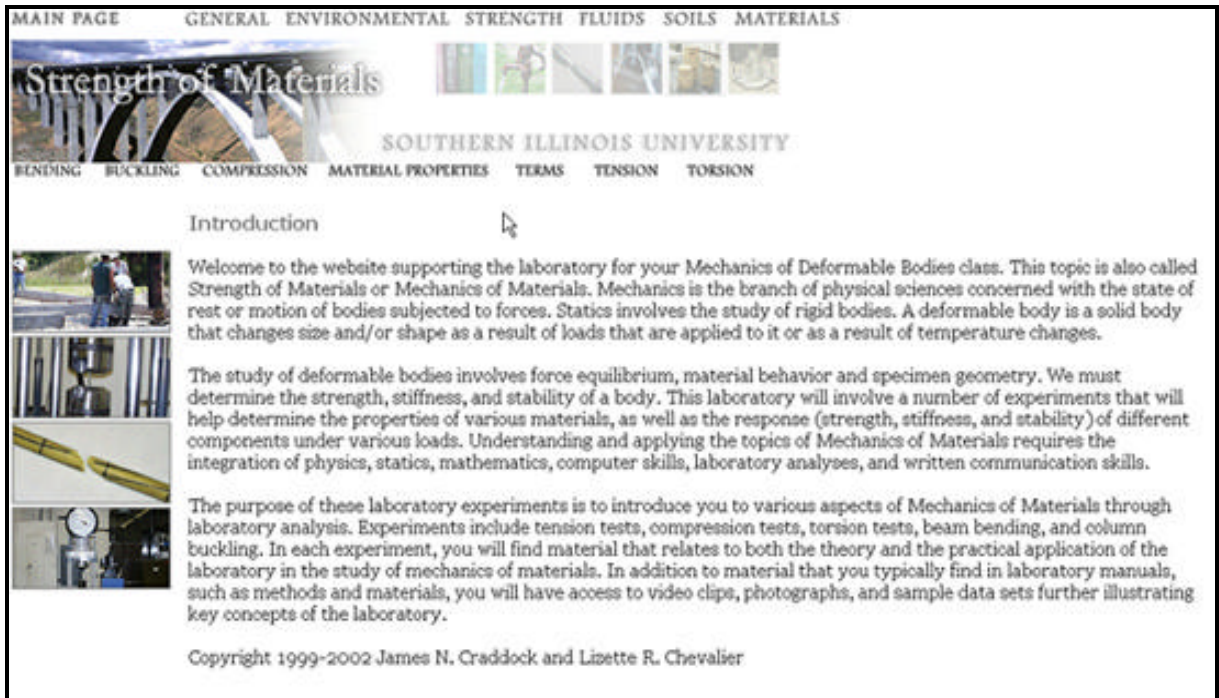 MAIN PAGE GENERAL ENVIRONMENTAL STRENGTH FLUIDS SOILS MATERIALS
Strength of Materials
SOUTHERN ILLINOIS UNIVERSITY
BENDING BUCKLING COMPRESSION MATERIAL PROPERTIES TERMS TENSION TORSION
Introduction
Welcome to the website supporting the laboratory for your Mechanics of Deformable Bodies class. This topic is also called
Strength of Materials or Mechanics of Materials. Mechanics is the branch of physical sciences concerned with the state of
rest or motion of bodies subjected to forces. Statics involves the study of rigid bodies. A deformable body is a solid body
that changes size and/or shape as a result of loads that are applied to it or as a result of temperature changes.
The study of deformable bodies involves force equilibrium, material behavior and specimen geometry. We must
determine the strength, stiffness, and stability of a body. This laboratory will involve a number of experiments that will
help determine the properties of various materials, as well as the response (strength, stiffness, and stability) of different
components under various loads. Understanding and applying the topics of Mechanics of Materials requires the
integration of physics, statics, mathematics, computer skills, laboratory analyses, and written communication skills.
The purpose of these laboratory experiments is to introduce you to various aspects of Mechanics of Materials through
laboratory analysis. Experiments include tension tests, compression tests, torsion tests, beam bending, and column
buckling. In each experiment, you will find material that relates to both the theory and the practical application of the
laboratory in the study of mechanics of materials. In addition to material that you typically find in laboratory manuals,
such as methods and materials, you will have access to video clips, photographs, and sample data sets further illustrating
key concepts of the laboratory.
Copyright 1999-2002 James N. Craddock and Lizette R. Chevalier